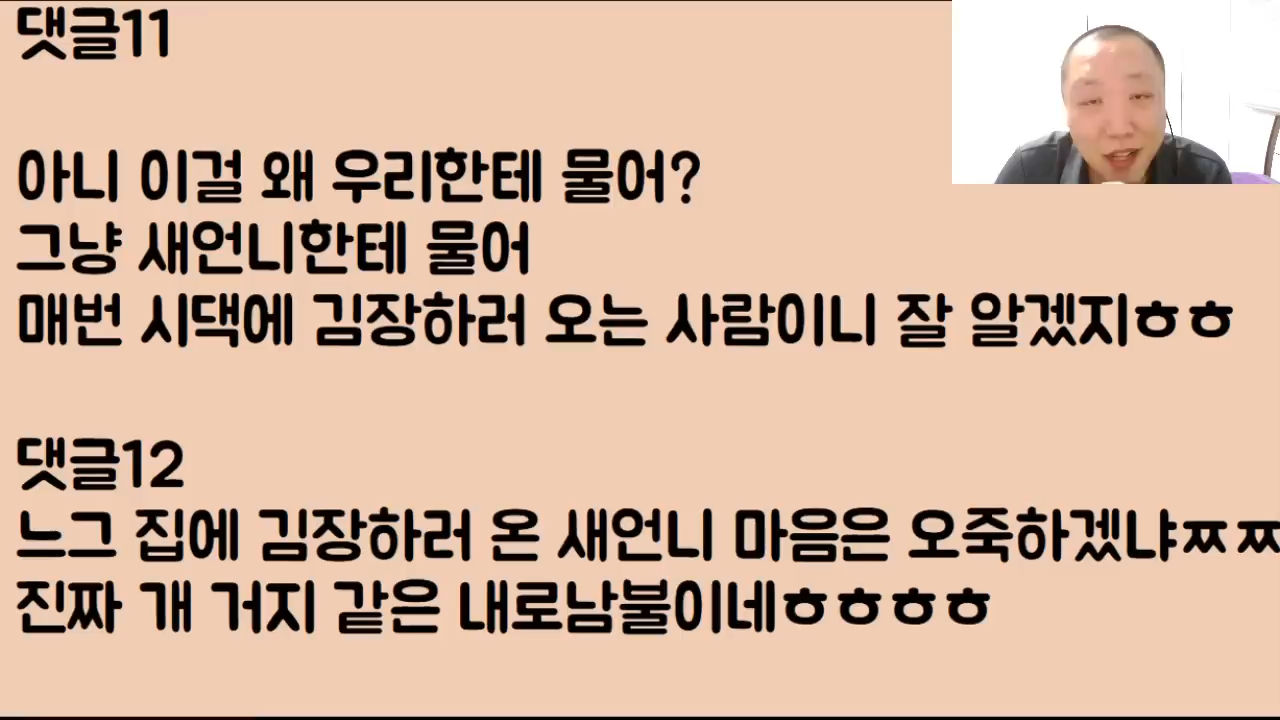 댓글11
아니 이걸 왜 우리한테 물어?
그냥 새언니한테 물어
매번 시댁에 김장하러 오는 사람이니 잘 알겠지ㅎㅎ
댓글12
느그 집에 김장하러 온 새언니 마음은 오죽하겠냐ㅉㅉ
진짜 개 거지 같은 내로남불이네ㅎㅎㅎㅎ